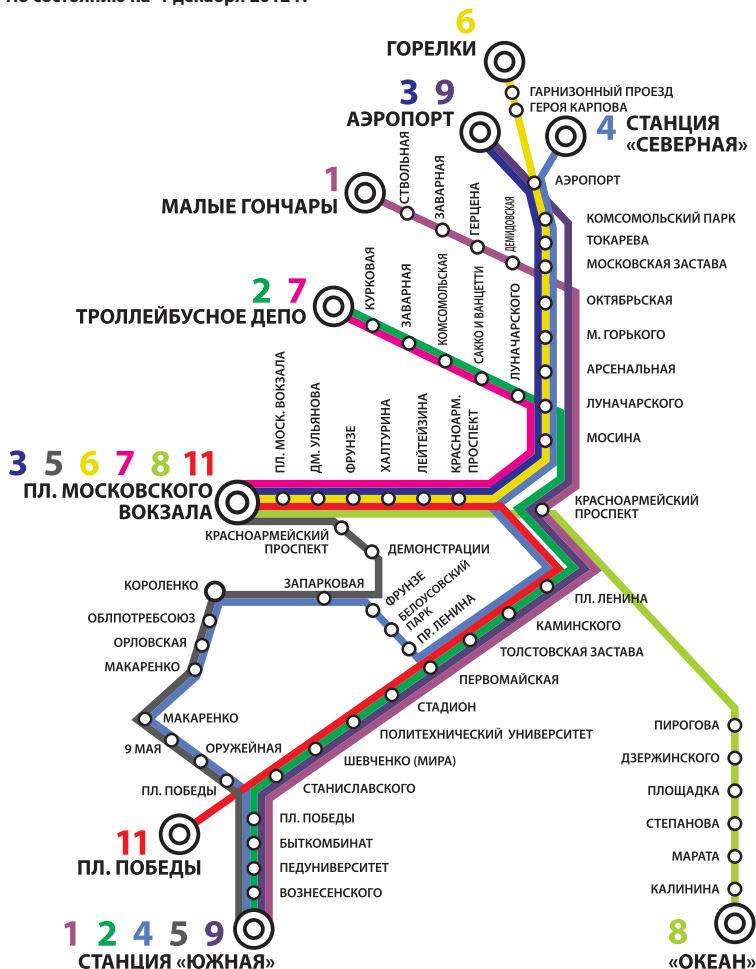 По состоянию на 4 декабря 2012 г.
6
ГОРЕЛКИ
ГАРНИЗОННЫЙ ПРОЕЗД
ГЕРОЯ КАРПОВА
3 9
АЭРОПОРТ
4 СТАНЦИЯ
«СЕВЕРНАЯ»
АЭРОПОРТ
1
МАЛЫЕ ГОНЧАРЫ
СТВОЛЬНАЯ
ЗАВАРНАЯ
ГЕРЦЕНА
ДЕМИДОВСКАЯ
КОМСОМОЛЬСКИЙ ПАРК
ТОКАРЕВА
МОСКОВСКАЯ ЗАСТАВА
ОКТЯБРЬСКАЯ
М. ГОРЬКОГО
АРСЕНАЛЬНАЯ
ЛУНАЧАРСКОГО
МОСИНА
2 7
ТРОЛЛЕЙБУСНОЕ ДЕПО
КУРКОВАЯ
ЗАВАРНАЯ
КОМСОМОЛЬСКАЯ
САККО И ВАНЦЕТТИ
ЛУНАЧАРСКОГО
ПЛ. МОСК. ВОКЗАЛА
ДМ. УЛЬЯНОВА
ФРУНЗЕ
ХАЛТУРИНА
ЛЕЙТЕЙЗИНА
КРАСНОАРМ.
ПРОСПЕКТ
3 5 6 7 8 11
ПЛ. МОСКОВСКОГО
ВОКЗАЛА
КРАСНОАРМЕЙСКИЙ
ПРОСПЕКТ
КРАСНОАРМЕЙСКИЙ
ПРОСПЕКТ
ДЕМОНСТРАЦИИ
КОРОЛЕНКО
ЗАПАРКОВАЯ
ФРУНЗЕ
БЕЛОУСОВСКИЙ
ПАРК
ПР. ЛЕНИНА
ОБЛПОТРЕБСОЮЗ
ОРЛОВСКАЯ
МАКАРЕНКО
МАКАРЕНКО
9 МАЯ
ОРУЖЕЙНАЯ
ПЛ. ПОБЕДЫ
ПЛ. ЛЕНИНА
КАМИНСКОГО
ТОЛСТОВСКАЯ ЗАСТАВА
ПЕРВОМАЙСКАЯ
СТАДИОН
ПОЛИТЕХНИЧЕСКИЙ УНИВЕРСИТЕТ
ШЕВЧЕНКО (МИРА)
СТАНИСЛАВСКОГО
ПЛ. ПОБЕДЫ
БЫТКОМБИНАТ
ПЕДУНИВЕРСИТЕТ
ВОЗНЕСЕНСКОГО
11
ПЛ. ПОБЕДЫ
1 2 4 5 9
СТАНЦИЯ «ЮЖНАЯ»
ПИРОГОВА
ДЗЕРЖИНСКОГО
ПЛОЩАДКА
СТЕПАНОВА
МАРАТА
КАЛИНИНА
8
«ОКЕАН»